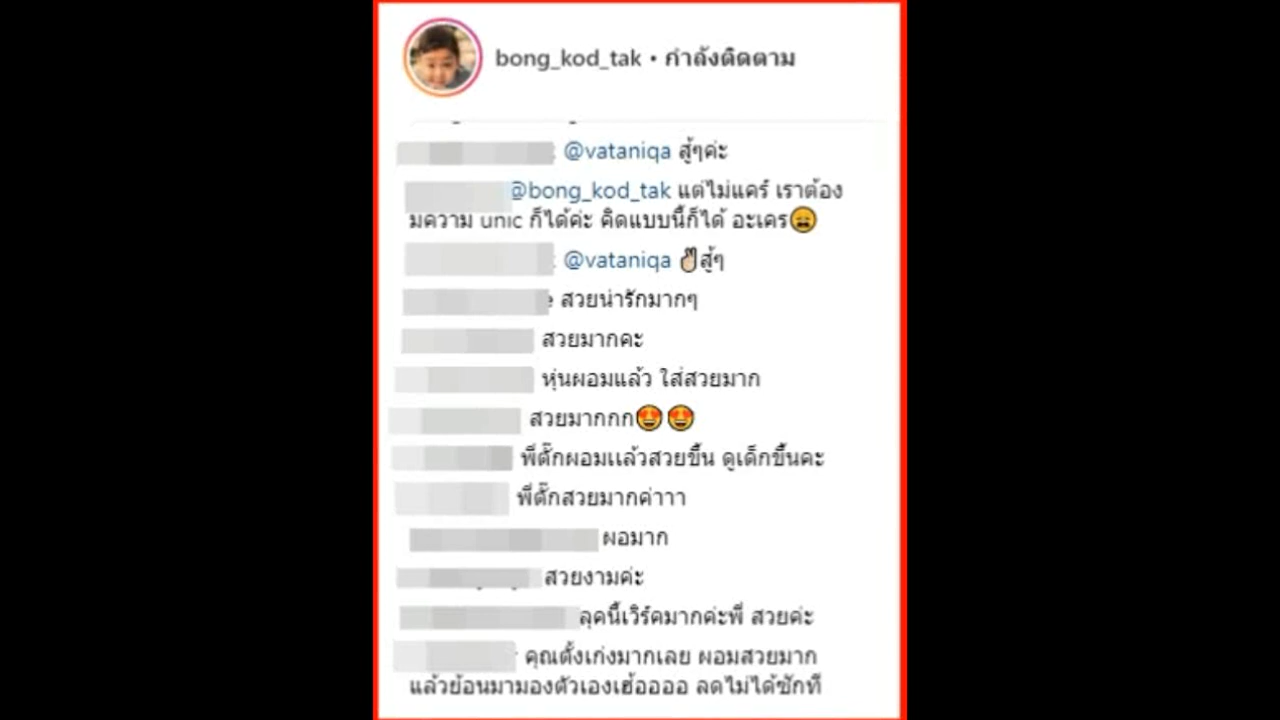 bong_kod_tak • กำลังติดตาม
@vataniqa สู้ๆค่ะ
@bong_kod_tak แต่ไม่แคร์ เราต้อง
มความ unic ก็ได้ค่ะ คิดแบบนี้ก็ได้ อะเคร😩
@vataniqa ✌🏻สู้ๆ
e สวยน่ารักมากๆ
สวยมากคะ
หุ่นผอมแล้ว ใส่สวยมาก
สวยมากกก😍😍
พี่ตั๊กผอมแล้วสวยขึ้น ดูเด็กขึ้นคะ
พี่ตั๊กสวยมากค่าาา
ผอมาก
สวยงามค่ะ
ลุคนี้เวิร์คมากค่ะพี่ สวยค่ะ
คุณตั้งเก่งมากเลย ผอมสวยมาก
แล้วย้อนมามองตัวเองเฮ้อออออ ลดไม่ได้ซักที